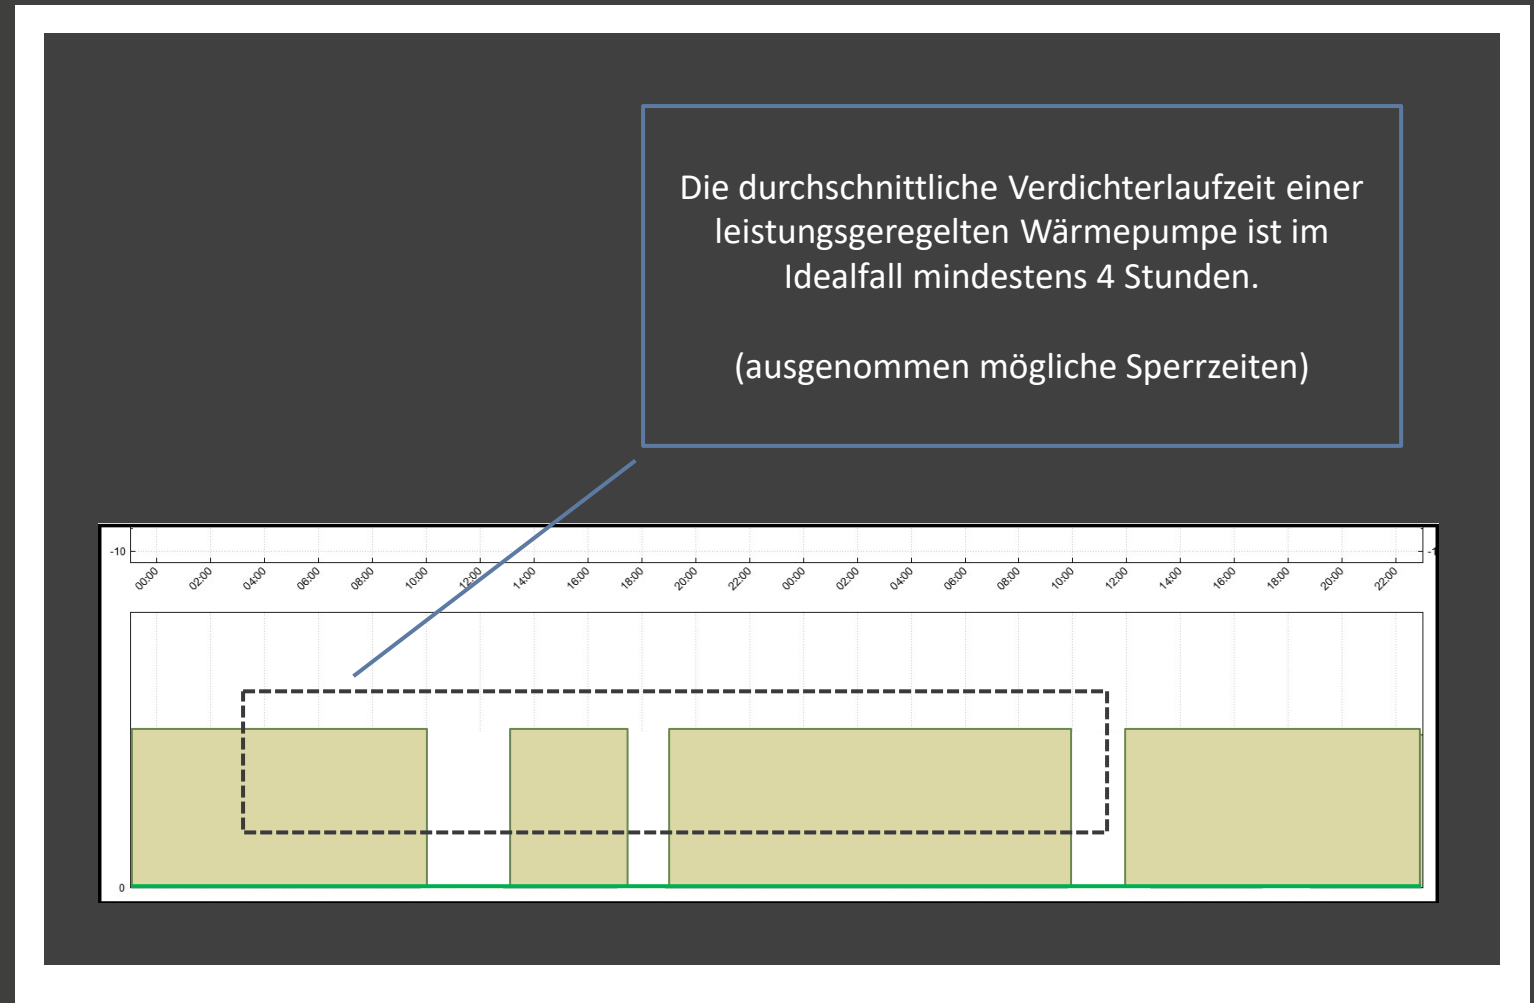 Die durchschnittliche Verdichterlaufzeit einer
leistungsgeregelten Wärmepumpe ist im
Idealfall mindestens 4 Stunden.
(ausgenommen mögliche Sperrzeiten)
-10
-1
00:00 02:00 04:00 06:00 08:00 10:00 12:00 14:00 16:00 18:00 20:00 22:00 00:00 02:00 04:00 06:00 08:00 10:00 12:00 14:00 16:00 18:00 20:00 22:00
0